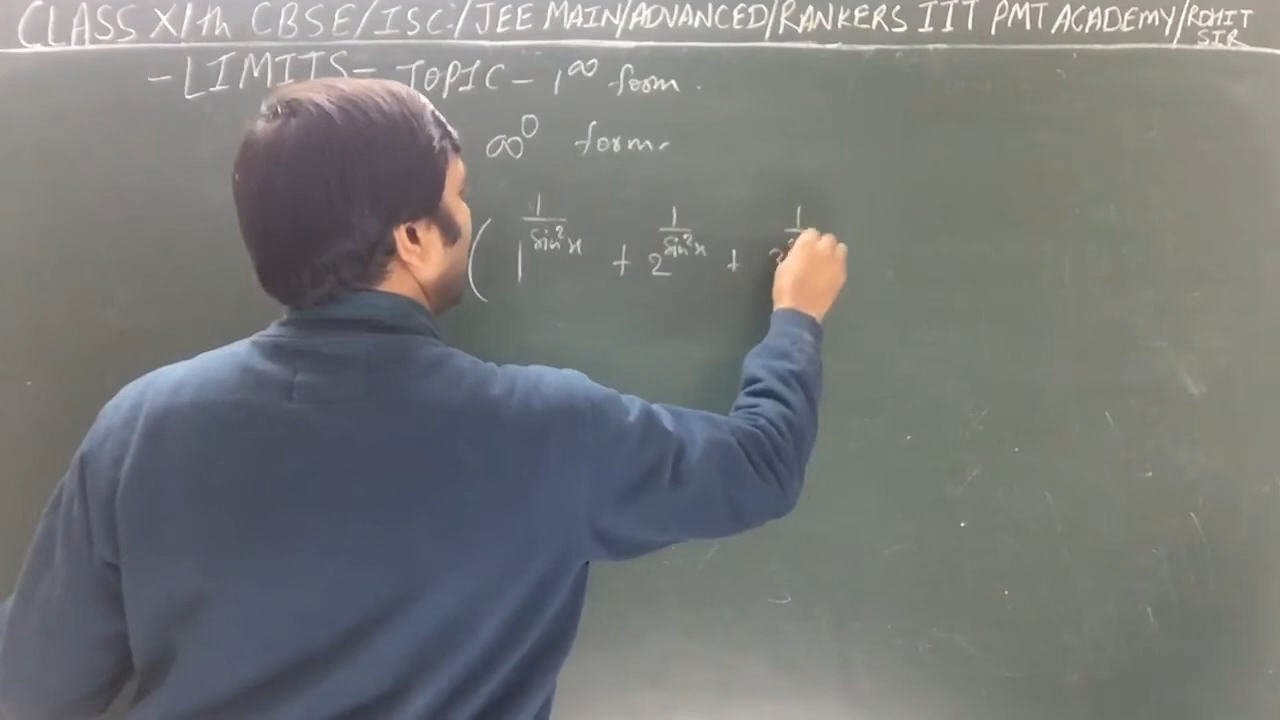 CLASS XIth CBSE/ISC/JEE MAIN/ADVANCED/RANKERS IIT PMT ACADEMY/ROHIT SIR
-LIMITS- TOPIC - 1^∞ form.
∞^0 form.
( 1^(1/sin²x) + 2^(1/sin²x) + 1